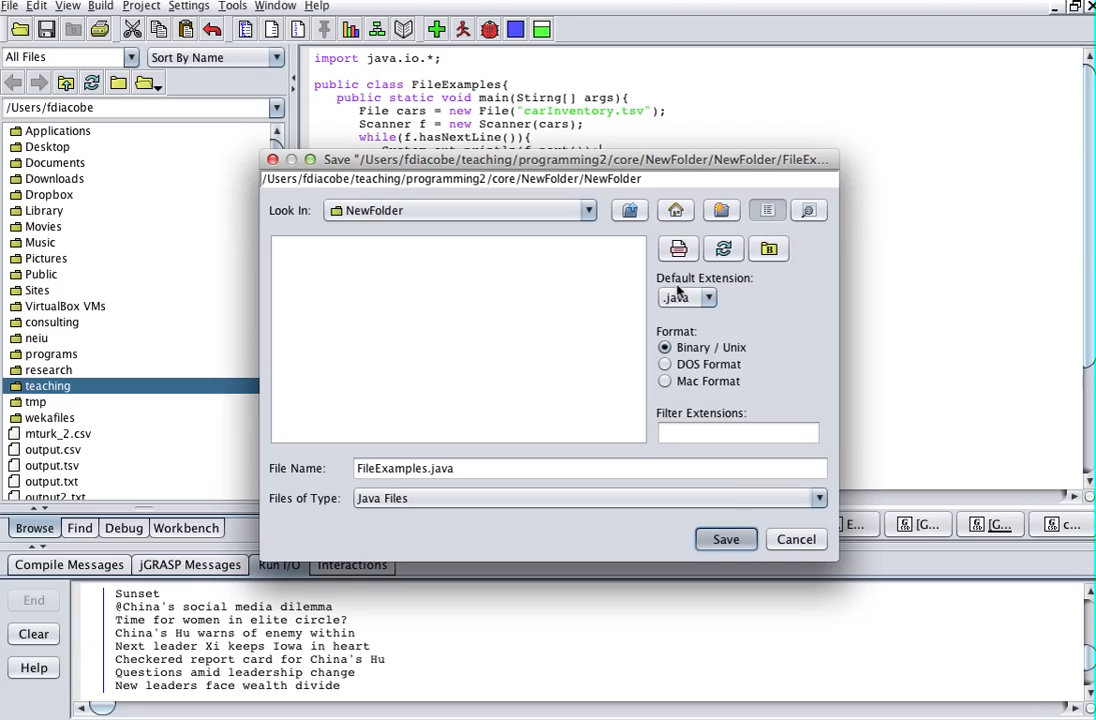 File Edit View Build Project Settings Tools Window Help
All Files
Sort By Name
/Users/fdiacobe
Applications
Desktop
Documents
Downloads
Dropbox
Library
Movies
Music
Pictures
Public
Sites
VirtualBox VMs
consulting
neiu
programs
research
teaching
tmp
wekafiles
mturk_2.csv
output.csv
output.tsv
output.txt
output2.txt
import java.io.*;
public class FileExamples{
public static void main(Stirng[] args){
File cars = new File("carInventory.tsv");
Scanner f = new Scanner(cars);
while(f.hasNextLine()){
Save "/Users/fdiacobe/teaching/programming2/core/NewFolder/NewFolder/FileEx...
/Users/fdiacobe/teaching/programming2/core/NewFolder/NewFolder
Look In:
NewFolder
B
Default Extension:
.java
Format:
Binary / Unix
DOS Format
Mac Format
Filter Extensions:
File Name:
FileExamples.java
Files of Type:
Java Files
Save
Cancel
Browse
Find
Debug
Workbench
E...
[G...
[G...
c...
Compile Messages
jGRASP Messages
Run I/O
Interactions
End
Clear
Help
Sunset
@China's social media dilemma
Time for women in elite circle?
China's Hu warns of enemy within
Next leader Xi keeps Iowa in heart
Checkered report card for China's Hu
Questions amid leadership change
New leaders face wealth divide